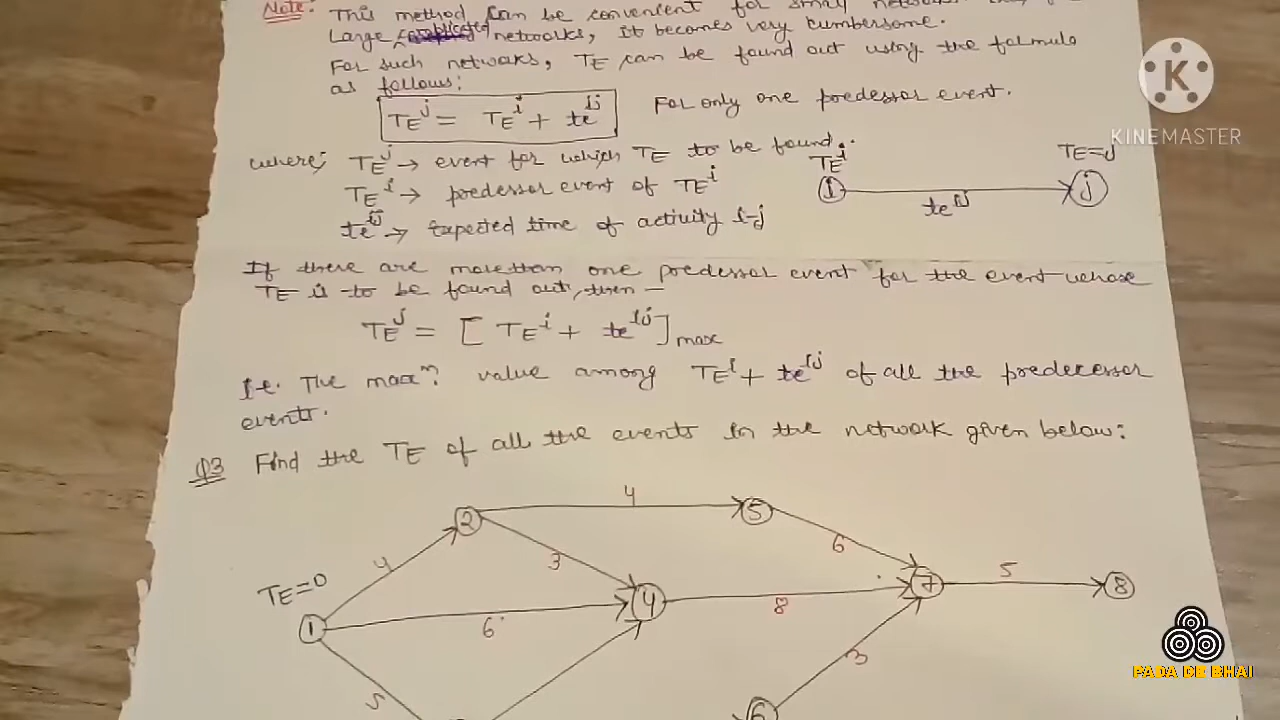 Note: This method can be convenient for small
Large complicated networks, it becomes very cumbersome.
For such networks, TE can be found out using the formula
as follows:
TE^j = TE^i + te^ij For only one predessor event.
where; TE^j → event for which TE to be found.
TE^i → predessor event of TE^j
te^ij → Expected time of activity i-j
TE^i TE=j
i te^ij j
If there are more than one predessor event for the event whose
TE is to be found out, then –
TE^j = [ TE^i + te^ij ] max
i.e. The max^m value among TE^i + te^ij of all the predecessor
events.
Q3 Find the TE of all the events in the network given below:
4
2 5
4 3 6
TE=0 7 5 8
4 8
1 6
5 3
6
KINEMASTER
PADA DE BHAI